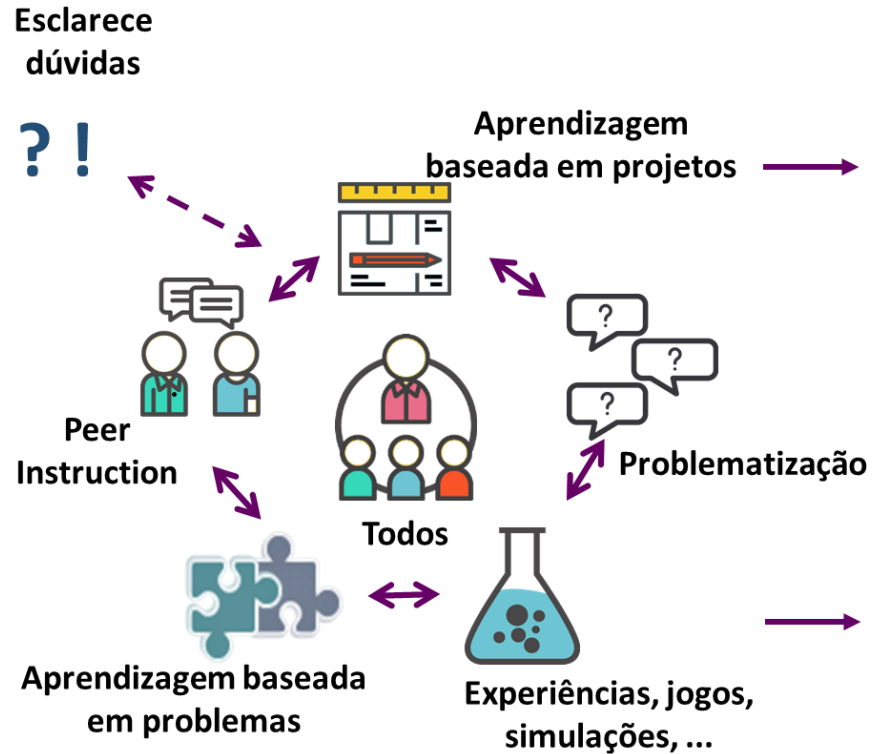 Esclarece
dúvidas
? !
Aprendizagem
baseada em projetos
?
?
?
Peer
Instruction
Problematização
Todos
Aprendizagem baseada
em problemas
Experiências, jogos,
simulações, ...